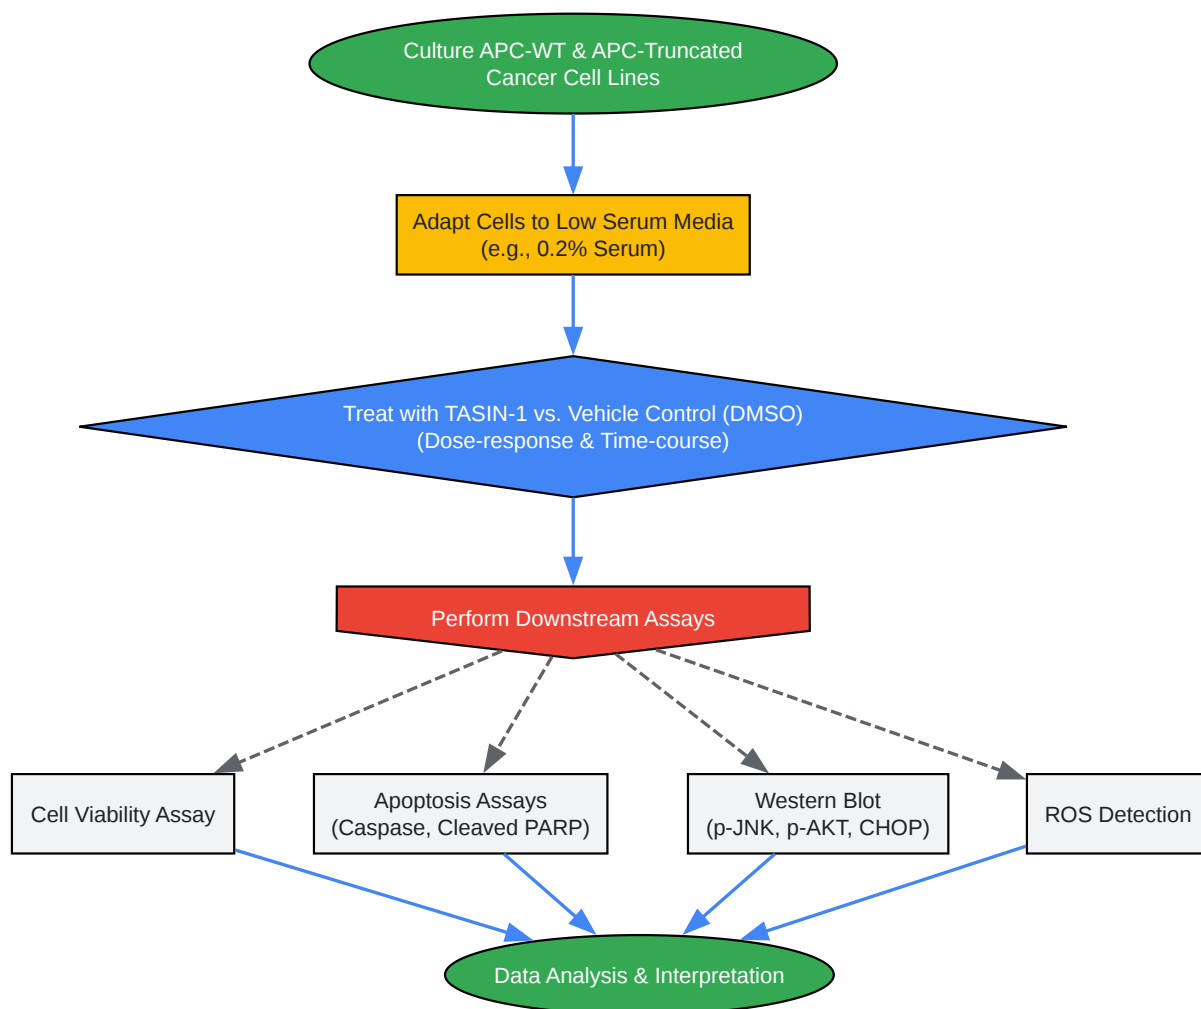 Culture APC-WT & APC-Truncated
Cancer Cell Lines
Adapt Cells to Low Serum Media
(e.g., 0.2% Serum)
Treat with TASIN-1 vs. Vehicle Control (DMSO)
(Dose-response & Time-course)
Perform Downstream Assays
Cell Viability Assay
Apoptosis Assays
(Caspase, Cleaved PARP)
Western Blot
(p-JNK, p-AKT, CHOP)
ROS Detection
Data Analysis & Interpretation